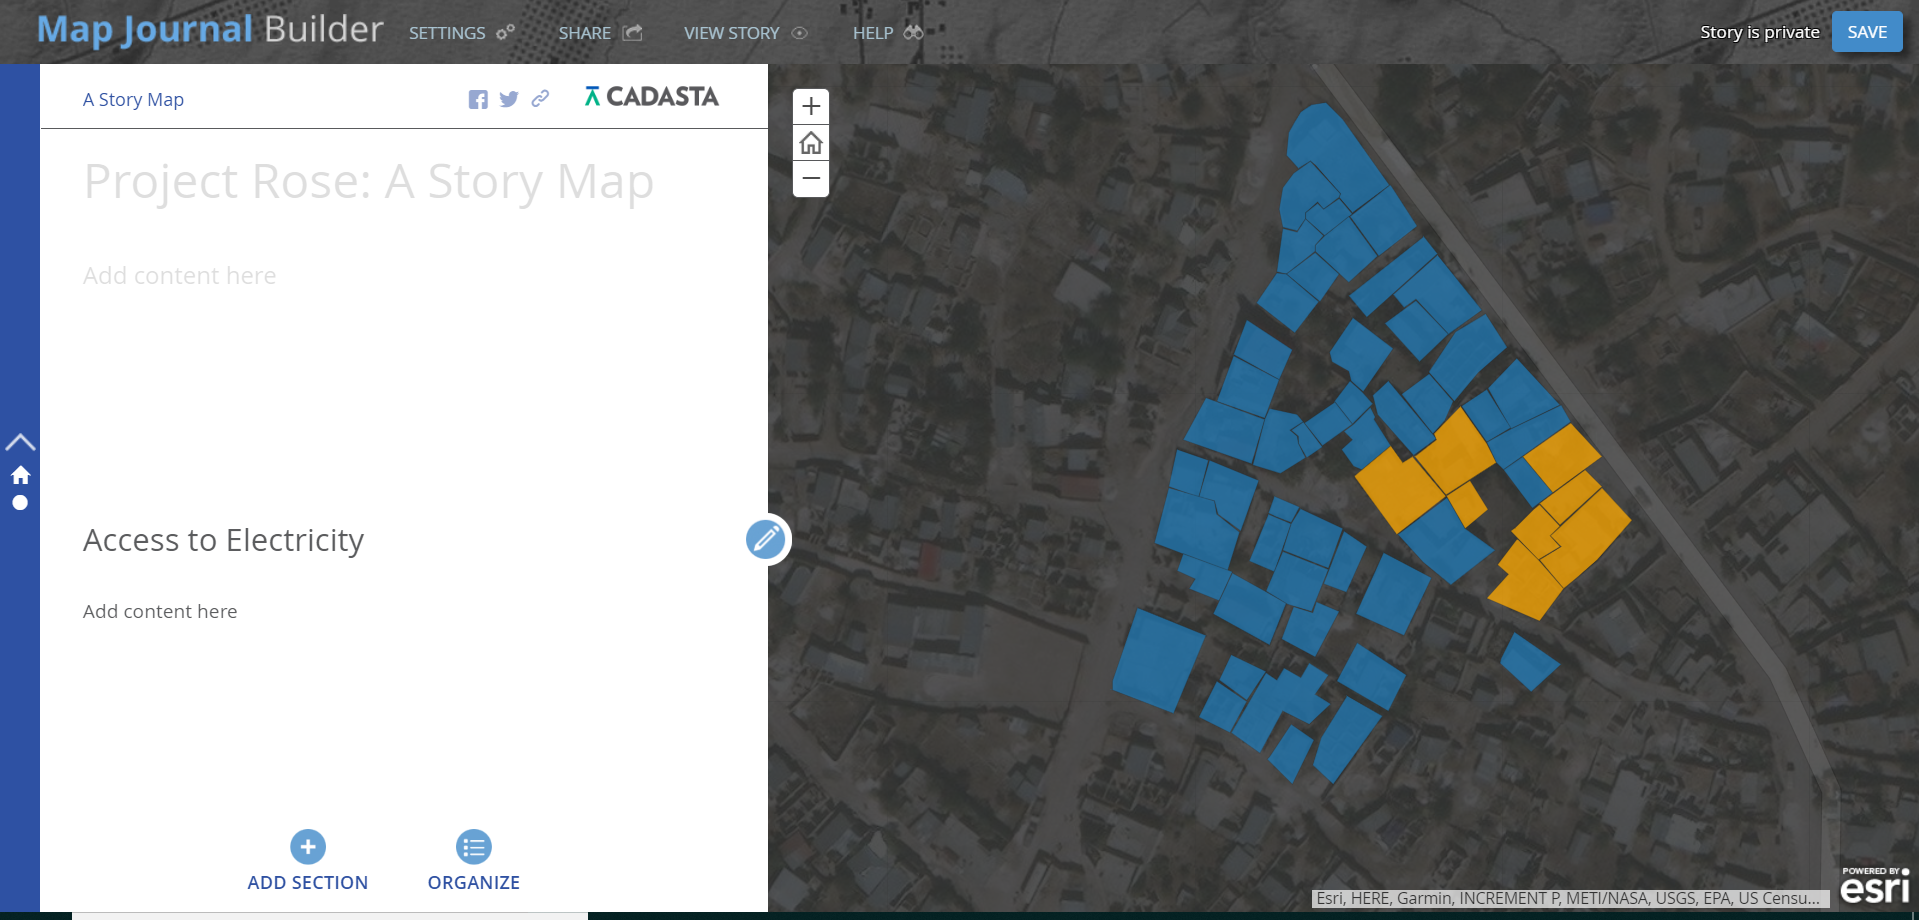 Map Journal Builder SETTINGS SHARE VIEW STORY HELP Story is private SAVE
A Story Map CADASTA
Project Rose: A Story Map
Add content here
Access to Electricity
Add content here
ADD SECTION ORGANIZE
POWERED BY
esri
Esri, HERE, Garmin, INCREMENT P, METI/NASA, USGS, EPA, US Censu...